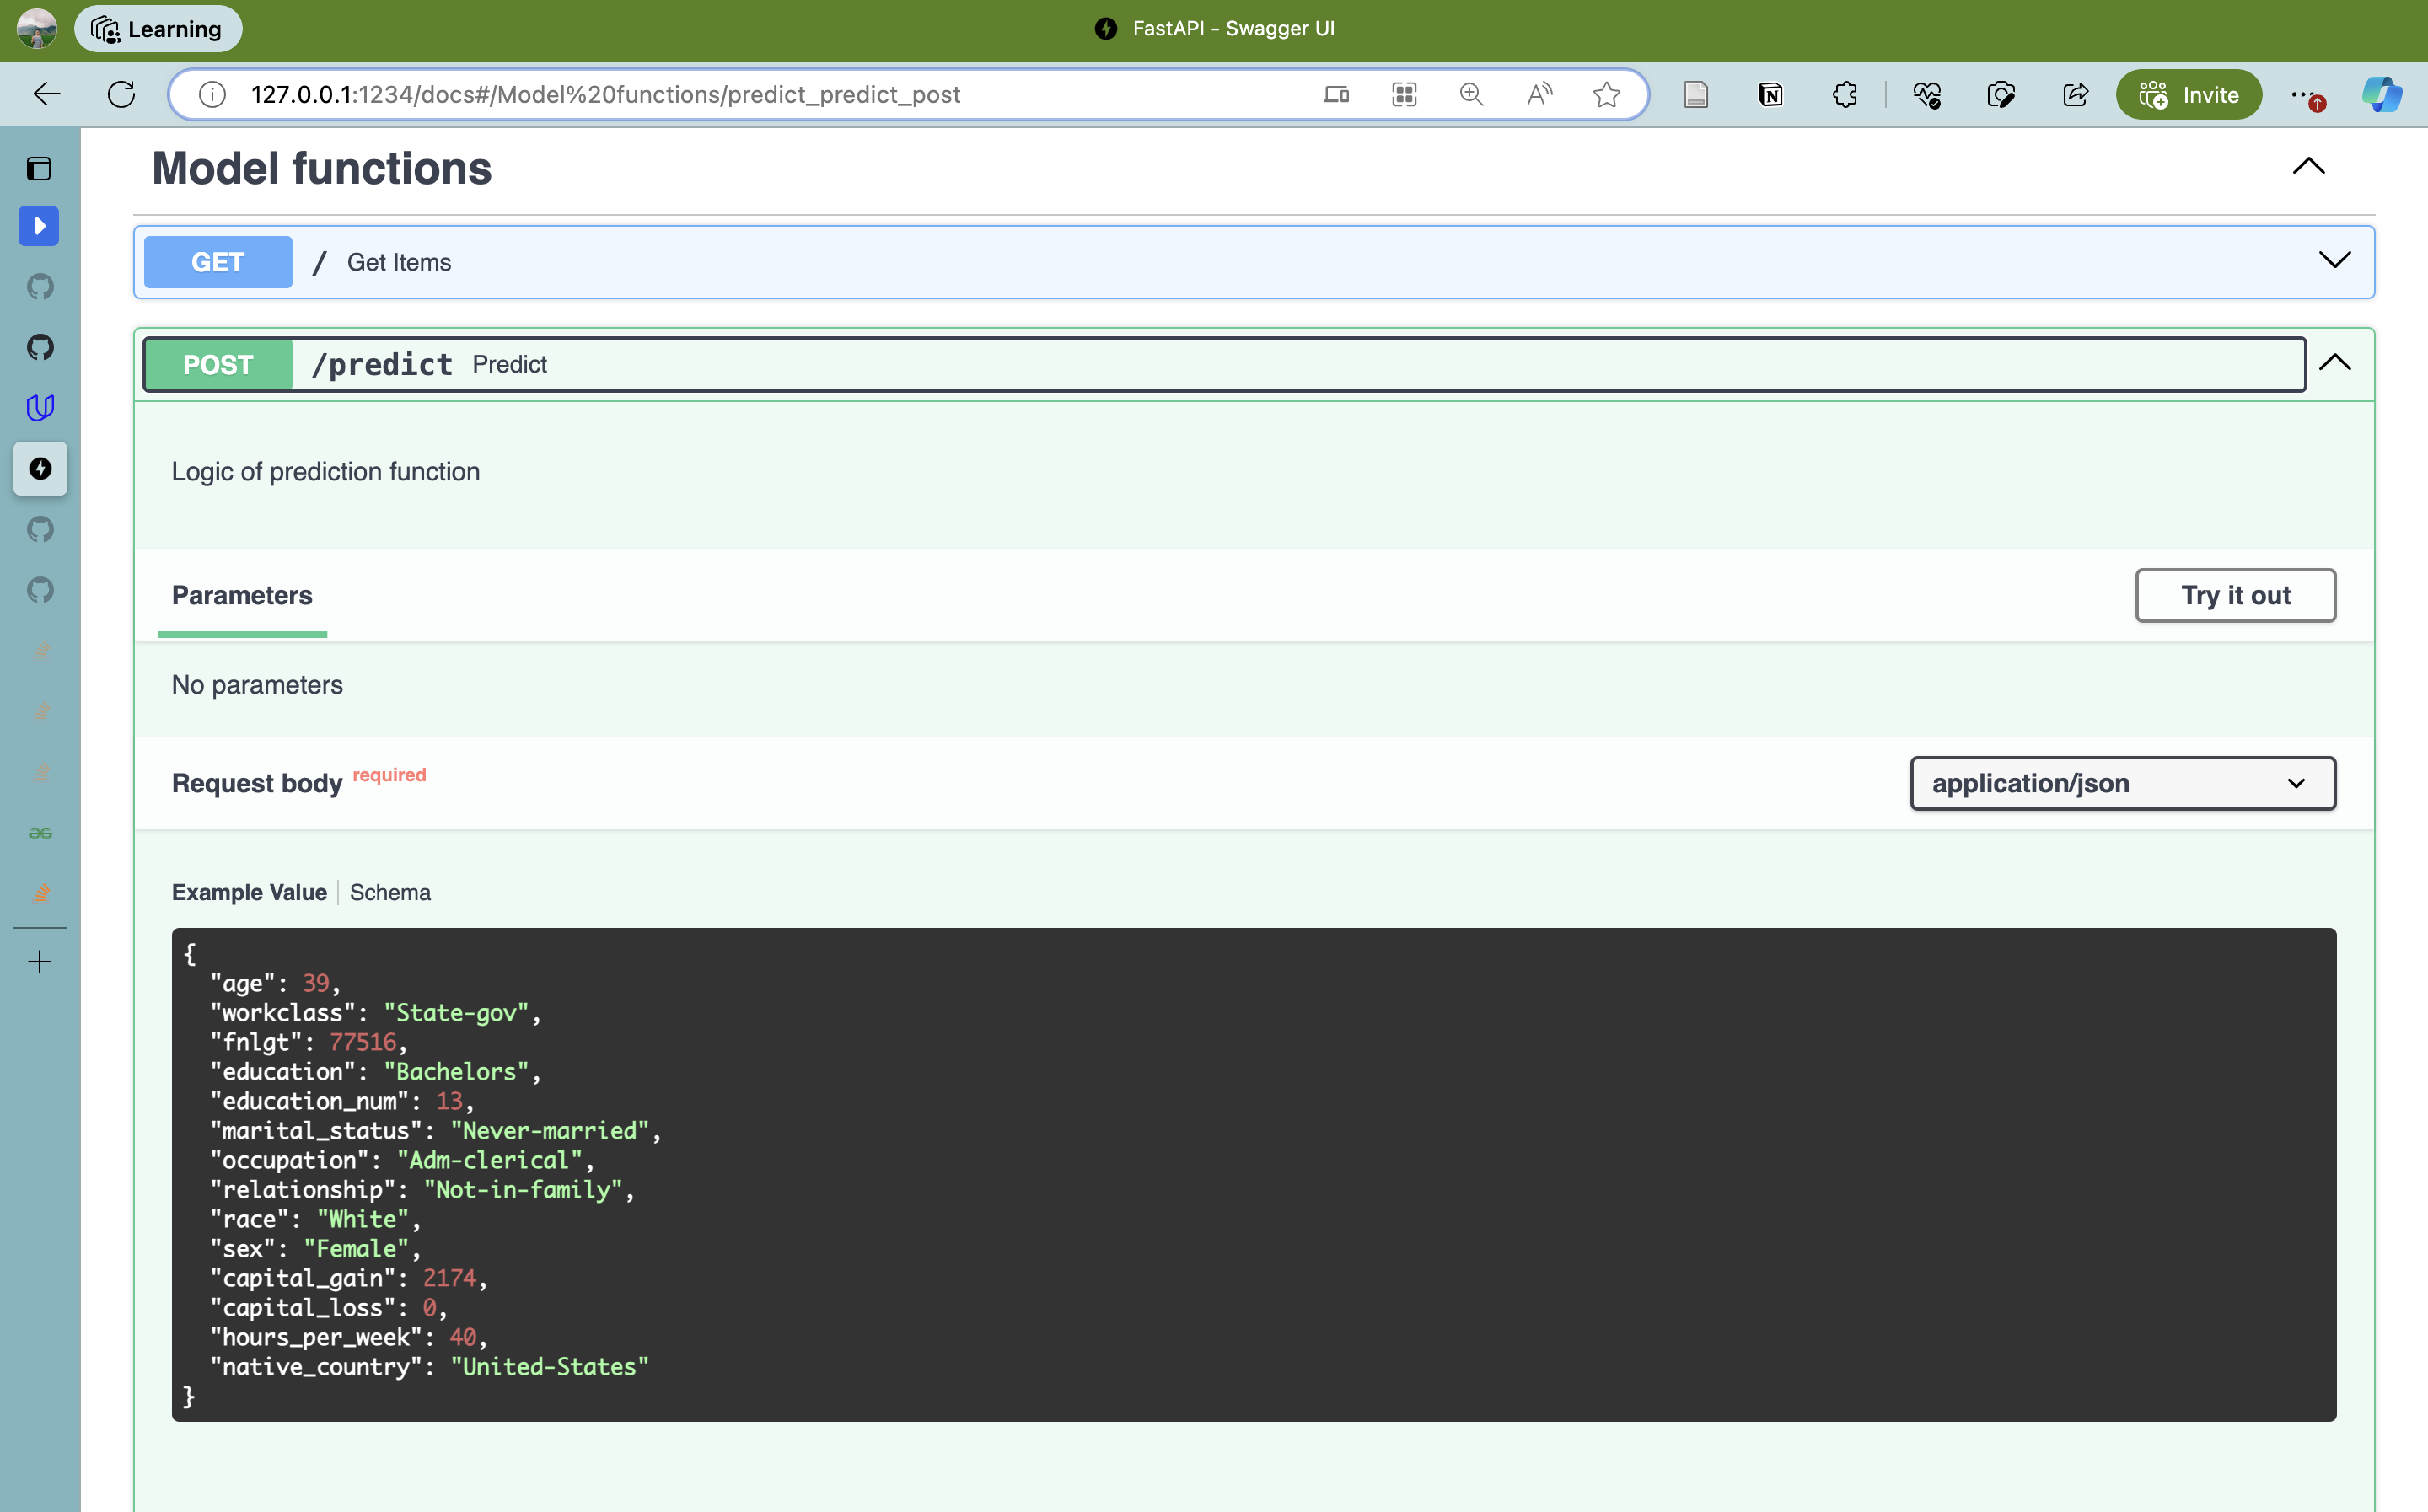 Learning
FastAPI - Swagger UI
127.0.0.1:1234/docs#/Model%20functions/predict_predict_post
Invite
Model functions
GET / Get Items
POST /predict Predict
Logic of prediction function
Parameters
Try it out
No parameters
Request body required
application/json
Example Value Schema
{
"age": 39,
"workclass": "State-gov",
"fnlgt": 77516,
"education": "Bachelors",
"education_num": 13,
"marital_status": "Never-married",
"occupation": "Adm-clerical",
"relationship": "Not-in-family",
"race": "White",
"sex": "Female",
"capital_gain": 2174,
"capital_loss": 0,
"hours_per_week": 40,
"native_country": "United-States"
}